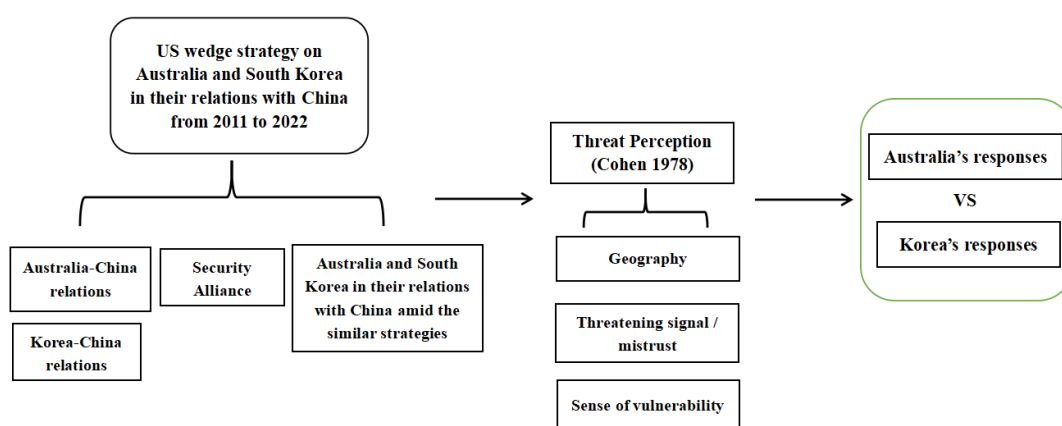 US wedge strategy on
Australia and South Korea
in their relations with China
from 2011 to 2022
Australia-China
relations
Korea-China
relations
Security
Alliance
Australia and South
Korea in their relations
with China amid the
similar strategies
Threat Perception
(Cohen 1978)
Geography
Threatening signal /
mistrust
Sense of vulnerability
Australia’s responses
VS
Korea’s responses